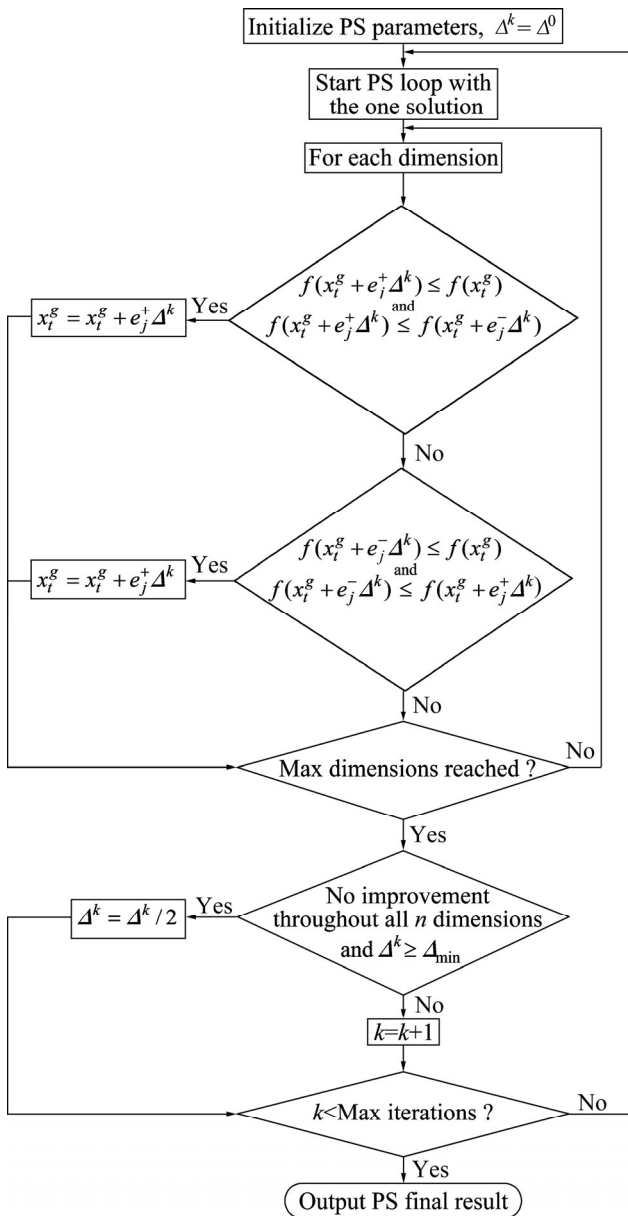 Initialize PS parameters, Δ^k = Δ^0
Start PS loop with
the one solution
For each dimension
f(x_t^g + e_j^+ Δ^k) ≤ f(x_t^g)
and
f(x_t^g + e_j^+ Δ^k) ≤ f(x_t^g + e_j^- Δ^k)
Yes
x_t^g = x_t^g + e_j^+ Δ^k
No
f(x_t^g + e_j^- Δ^k) ≤ f(x_t^g)
and
f(x_t^g + e_j^- Δ^k) ≤ f(x_t^g + e_j^+ Δ^k)
Yes
x_t^g = x_t^g + e_j^+ Δ^k
No
Max dimensions reached ?
No
Yes
No improvement
throughout all n dimensions
and Δ^k ≥ Δ_min
Yes
Δ^k = Δ^k / 2
No
k=k+1
k<Max iterations ?
No
Yes
Output PS final result